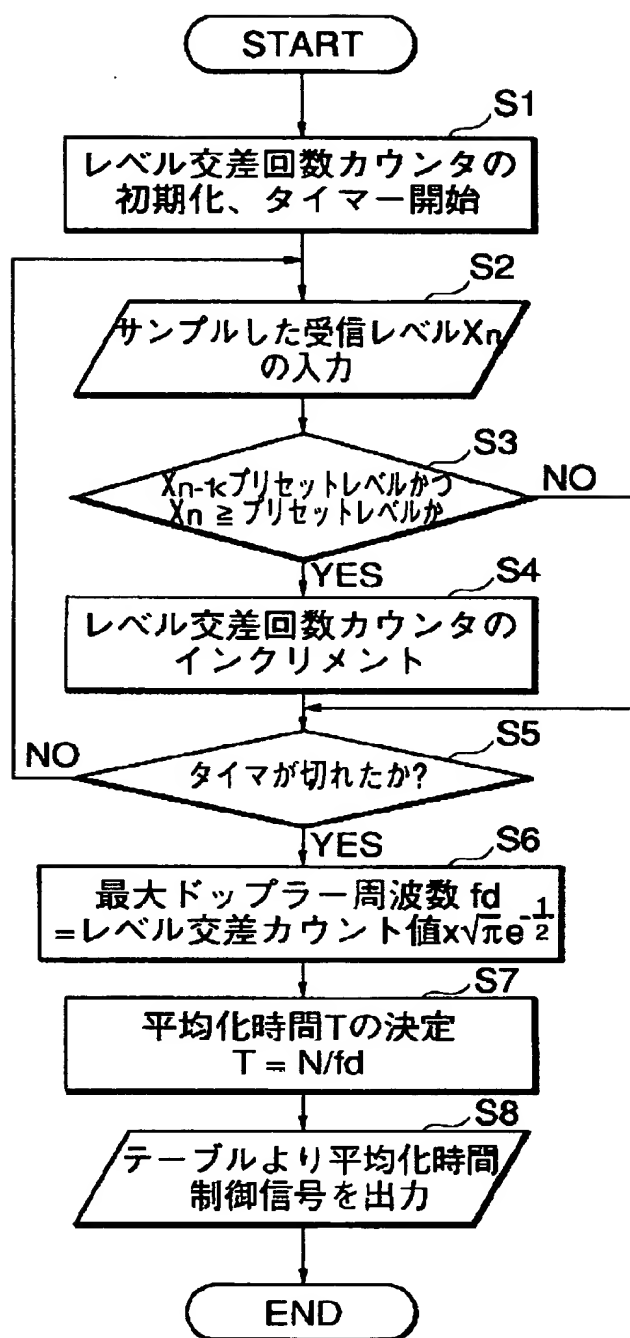 START
S1
レベル交差回数カウンタの
初期化、タイマー開始
S2
サンプルした受信レベルXn
の入力
S3
Xn-1<プリセットレベルかつ
Xn ≧ プリセットレベルか
NO
YES
S4
レベル交差回数カウンタの
インクリメント
S5
NO
タイマが切れたか?
YES
S6
最大ドップラー周波数 fd
=レベル交差カウント値x√πe^-1/2
S7
平均化時間Tの決定
T = N/fd
S8
テーブルより平均化時間
制御信号を出力
END